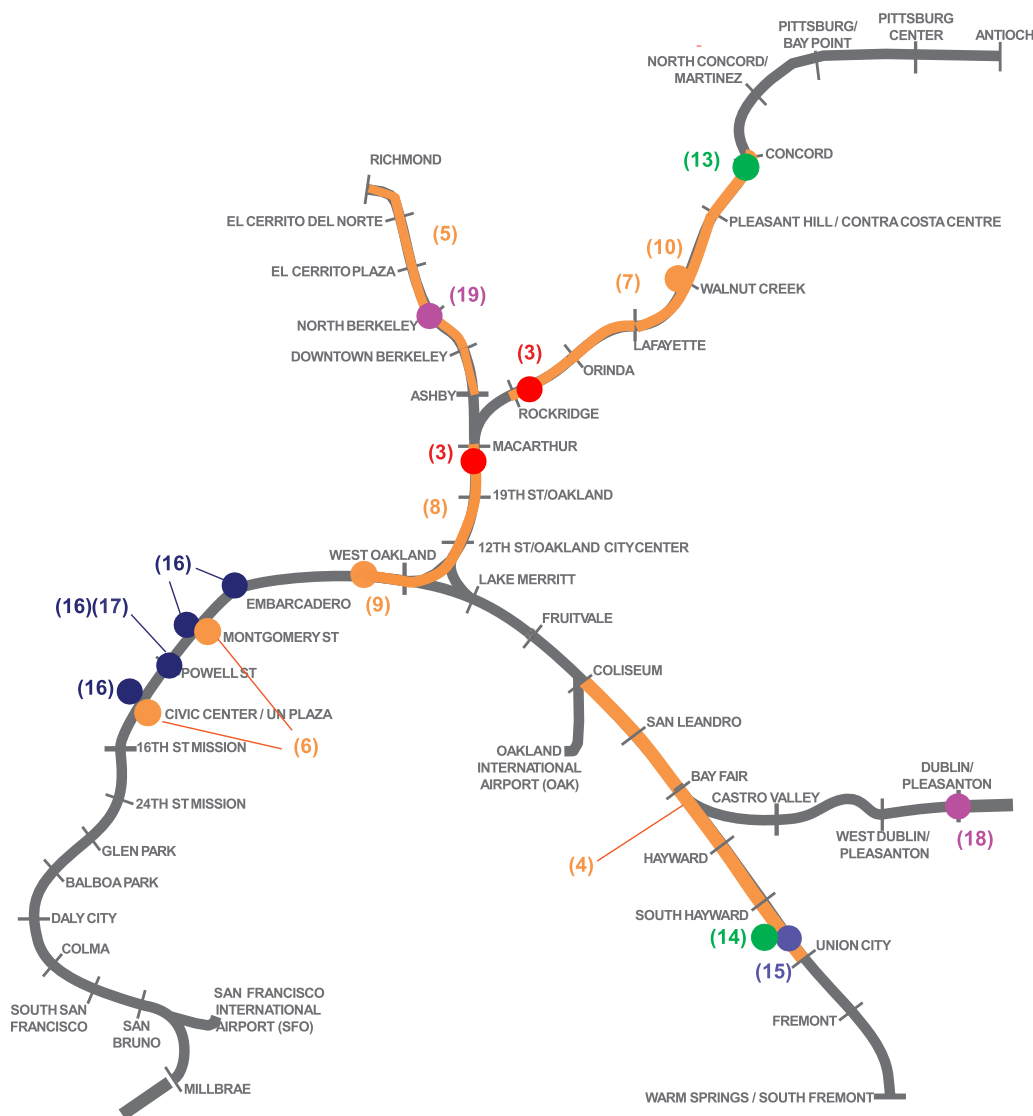 PITTSBURG
CENTER
PITTSBURG/
BAY POINT
ANTIOCH
NORTH CONCORD/
MARTINEZ
(13)
CONCORD
RICHMOND
EL CERRITO DEL NORTE
PLEASANT HILL / CONTRA COSTA CENTRE
(5)
(10)
EL CERRITO PLAZA
(19)
(7)
WALNUT CREEK
NORTH BERKELEY
DOWNTOWN BERKELEY
LAFAYETTE
(3)
ORINDA
ASHBY
ROCKRIDGE
(3)
MACARTHUR
19TH ST/OAKLAND
(8)
12TH ST/OAKLAND CITY CENTER
WEST OAKLAND
(16)
LAKE MERRITT
EMBARCADERO
(9)
(16)(17)
FRUITVALE
MONTGOMERY ST
POWELL ST
COLISEUM
(16)
CIVIC CENTER / UN PLAZA
SAN LEANDRO
(6)
16TH ST MISSION
OAKLAND
INTERNATIONAL
AIRPORT (OAK)
BAY FAIR
DUBLIN/
PLEASANTON
CASTRO VALLEY
24TH ST MISSION
WEST DUBLIN/
PLEASANTON
(18)
GLEN PARK
(4)
HAYWARD
BALBOA PARK
SOUTH HAYWARD
DALY CITY
(14)
UNION CITY
COLMA
(15)
SOUTH SAN
FRANCISCO
SAN
BRUNO
SAN FRANCISCO
INTERNATIONAL
AIRPORT (SFO)
FREMONT
MILLBRAE
WARM SPRINGS / SOUTH FREMONT